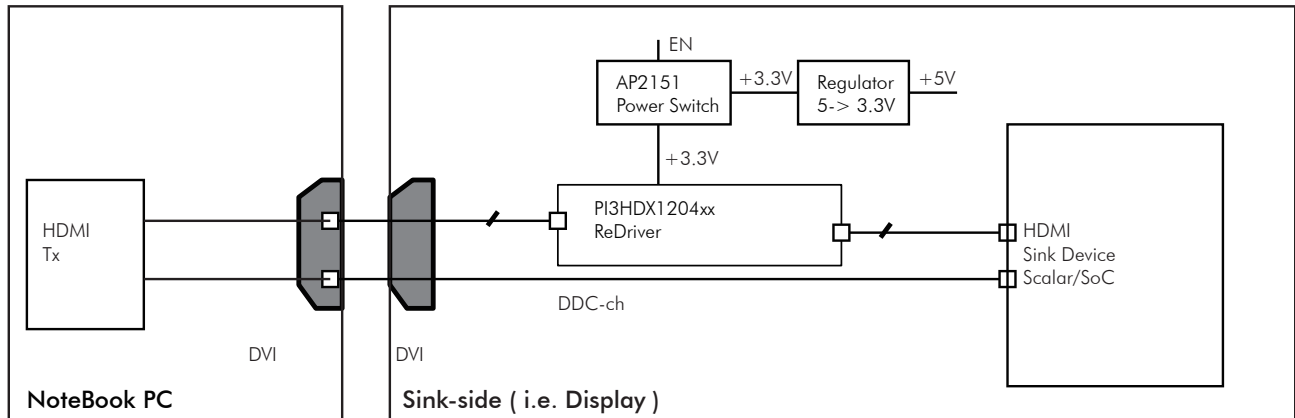 EN
AP2151
Power Switch
+3.3V
Regulator
5-> 3.3V
+5V
+3.3V
HDMI
Tx
PI3HDX1204xx
ReDriver
HDMI
Sink Device
Scalar/SoC
DDC-ch
DVI
DVI
NoteBook PC
Sink-side ( i.e. Display )